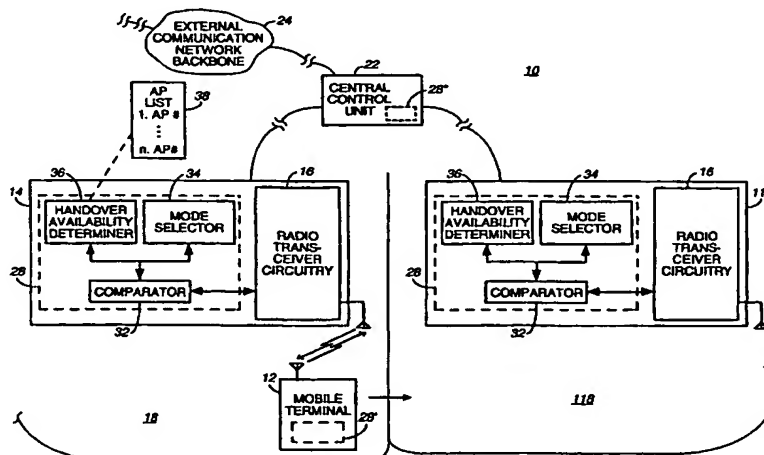 24
EXTERNAL
COMMUNICATION
NETWORK
BACKBONE
10
22
CENTRAL
CONTROL
UNIT
28"
AP
LIST
1. AP #
n. AP#
38
14
36
HANDOVER
AVAILABILITY
DETERMINER
34
MODE
SELECTOR
16
RADIO
TRANS-
CEIVER
CIRCUITRY
28
COMPARATOR
32
36
HANDOVER
AVAILABILITY
DETERMINER
34
MODE
SELECTOR
16
RADIO
TRANS-
CEIVER
CIRCUITRY
28
COMPARATOR
32
12
MOBILE
TERMINAL
28'
18
118